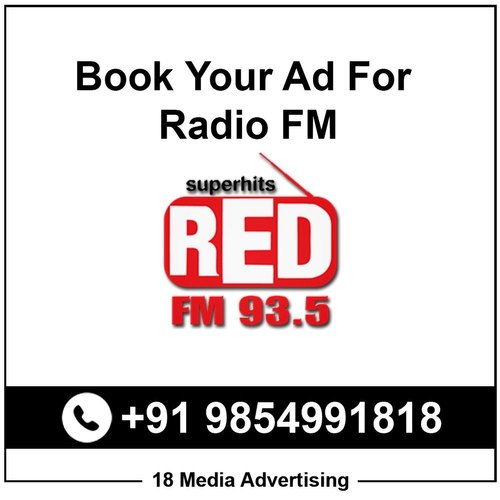 Book Your Ad For
Radio FM
superhits
RED
FM 93.5
+91 9854991818
18 Media Advertising